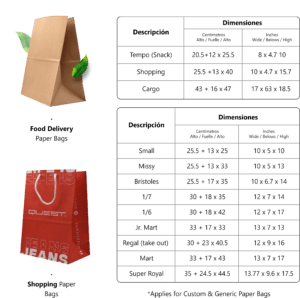 Descripción
Dimensiones
Centimetros
Alto / Fuelle / Alto
Inches
Wide / Belows / High
Tempo (Snack) 20.5+12 x 25.5 8 x 4.7 10
Shopping 25.5 +13 x 40 10 x 4.7 x 15.7
Cargo 43 + 16 x 47 17 x 63 x 18.5
Food Delivery
Paper Bags
Descripción
Dimensiones
Centimetros
Alto / Fuelle / Alto
Inches
Wide / Belows / High
Small 25.5 + 13 x 25 10 x 5 x 10
Missy 25.5 + 13 x 33 10 x 5 x 13
Bristoles 25.5 + 17 x 35 10 x 6.7 x 14
1/7 30 + 18 x 35 12 x 7 x 14
1/6 30 + 18 x 42 12 x 7 x 17
Jr. Mart 33 + 17 x 33 13 x 7 x 13
Regal (take out) 30 + 23 x 40.5 12 x 9 x 16
Mart 33 + 17 x 43 13 x 7 x 17
Super Royal 35 + 24.5 x 44.5 13.77 x 9.6 x 17.5
QUEST
JEANS
JEANS
Shopping Paper
Bags
*Applies for Custom & Generic Paper Bags